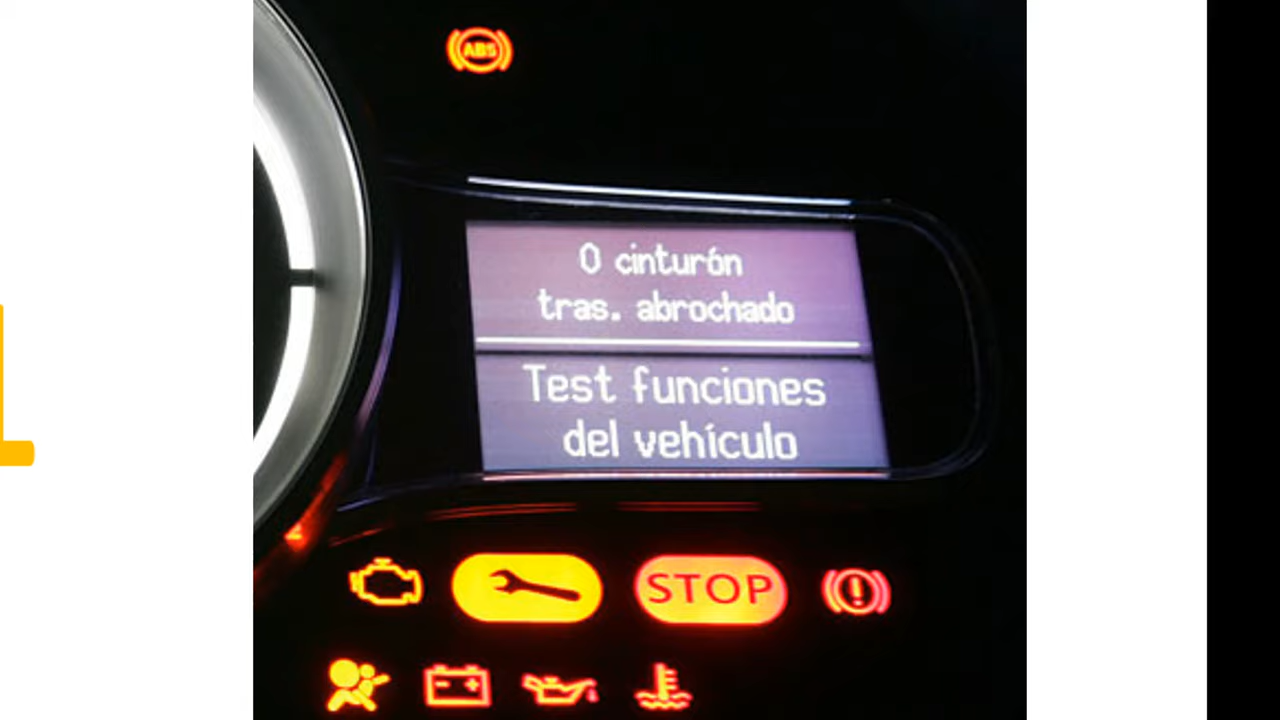 ABS
0 cinturón
tras. abrochado
Test funciones
del vehículo
STOP